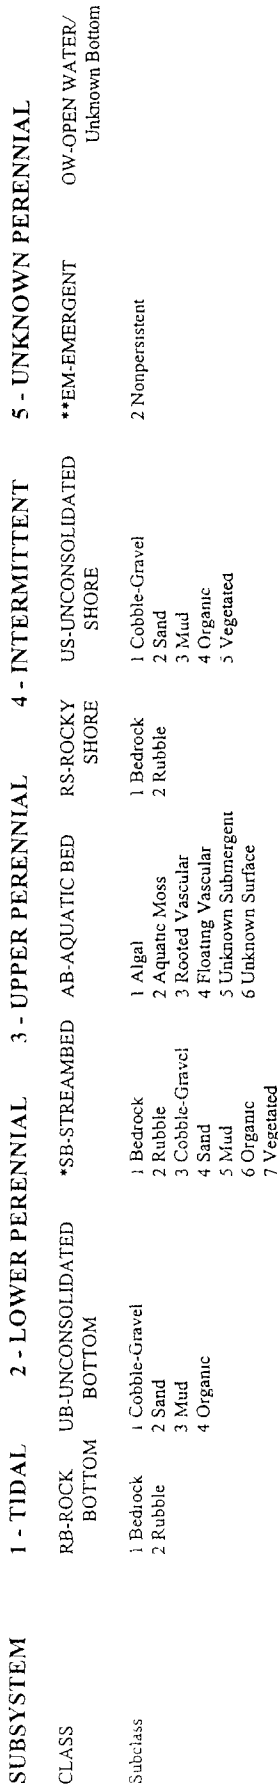 SUBSYSTEM 1 - TIDAL 2 - LOWER PERENNIAL 3 - UPPER PERENNIAL 4 - INTERMITTENT 5 - UNKNOWN PERENNIAL
CLASS RB-ROCK UB-UNCONSOLIDATED *SB-STREAMBED AB-AQUATIC BED RS-ROCKY US-UNCONSOLIDATED **EM-EMERGENT OW-OPEN WATER/
BOTTOM BOTTOM SHORE SHORE Unknown Bottom
Subclass 1 Bedrock 1 Cobble-Gravel 1 Bedrock 1 Algal 1 Bedrock 1 Cobble-Gravel 2 Nonpersistent
2 Rubble 2 Sand 2 Rubble 2 Aquatic Moss 2 Rubble 2 Sand
3 Mud 3 Cobble-Gravel 3 Rooted Vascular 3 Mud
4 Organic 4 Sand 4 Floating Vascular 4 Organic
5 Mud 5 Unknown Submergent 5 Vegetated
6 Organic 6 Unknown Surface
7 Vegetated